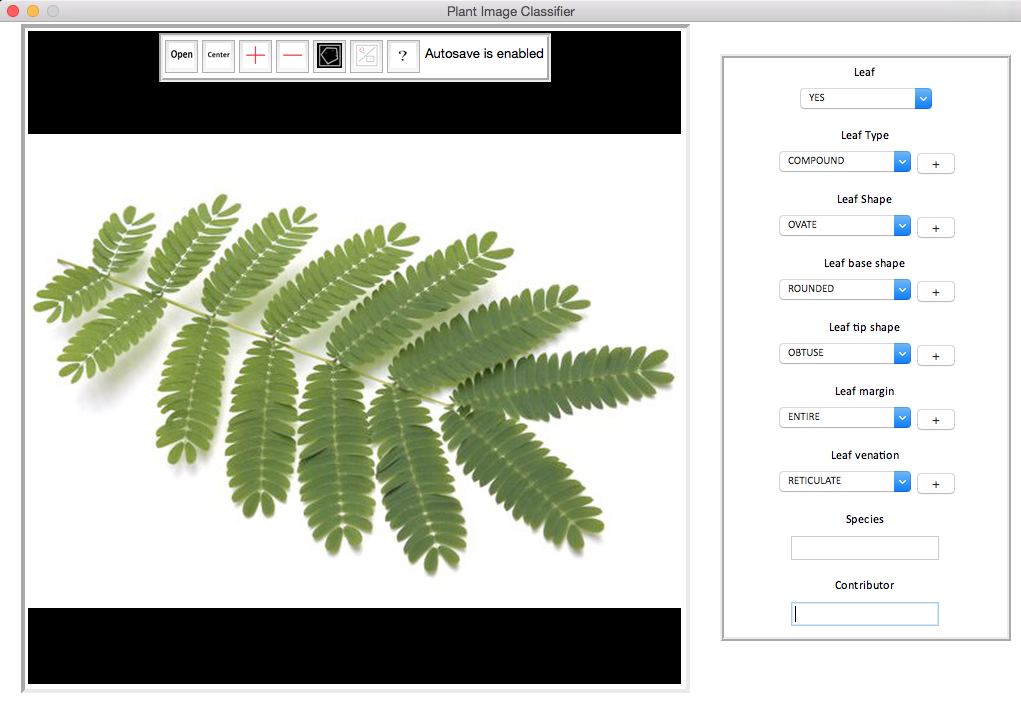 Plant Image Classifier
Open Center ? Autosave is enabled
Leaf
YES
Leaf Type
COMPOUND
+
Leaf Shape
OVATE
+
Leaf base shape
ROUNDED
+
Leaf tip shape
OBTUSE
+
Leaf margin
ENTIRE
+
Leaf venation
RETICULATE
+
Species
Contributor